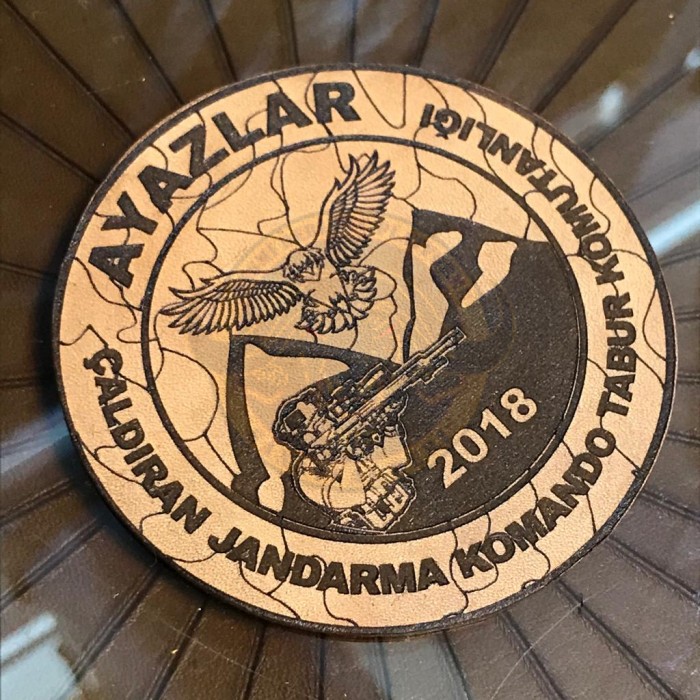 AYAZLAR
ÇALDIRAN JANDARMA KOMANDO TABUR KOMUTANLIĞI
2018